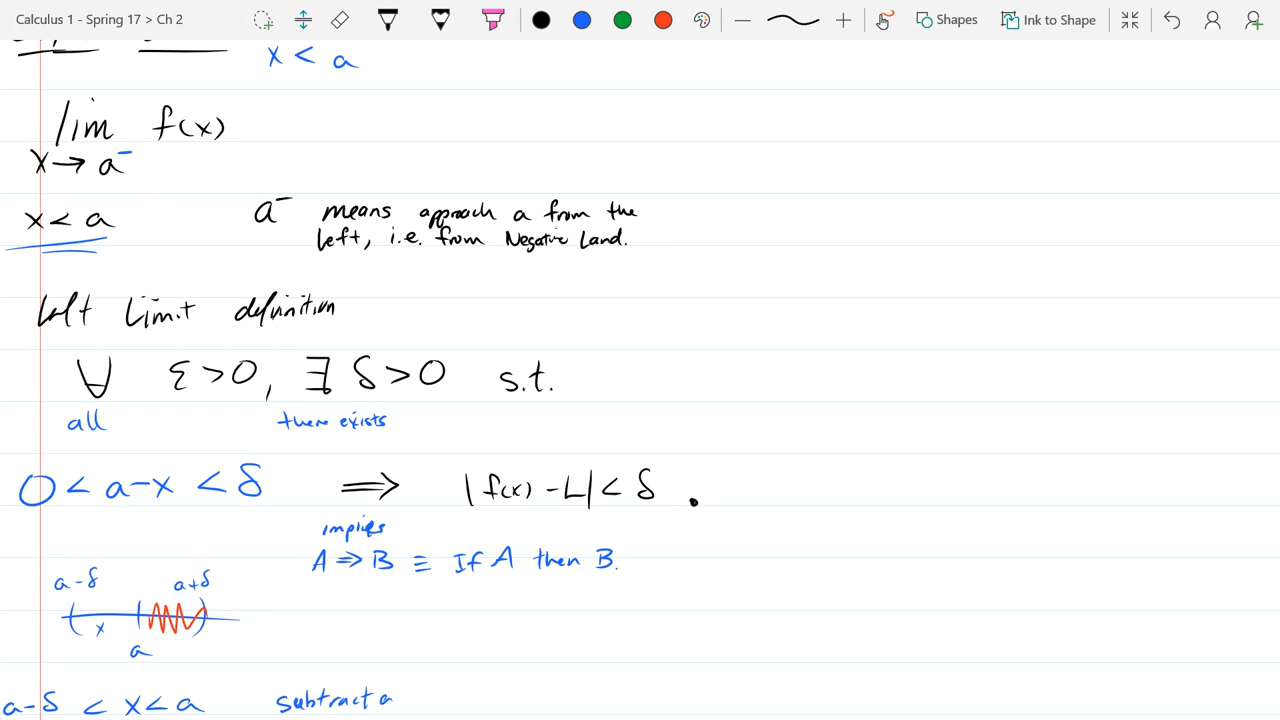 Calculus 1 - Spring 17 > Ch 2
Shapes
Ink to Shape
x < a
lim f(x)
x → a⁻
x < a
a⁻ means approach a from the
left, i.e. from Negative Land.
Left Limit definition
∀ ε > 0, ∃ δ > 0 s.t.
all there exists
0 < a - x < δ ⟹ |f(x) - L| < δ .
implies
A ⟹ B ≡ If A then B.
a-δ a+δ
( x | )
a
a-δ < x < a subtract a